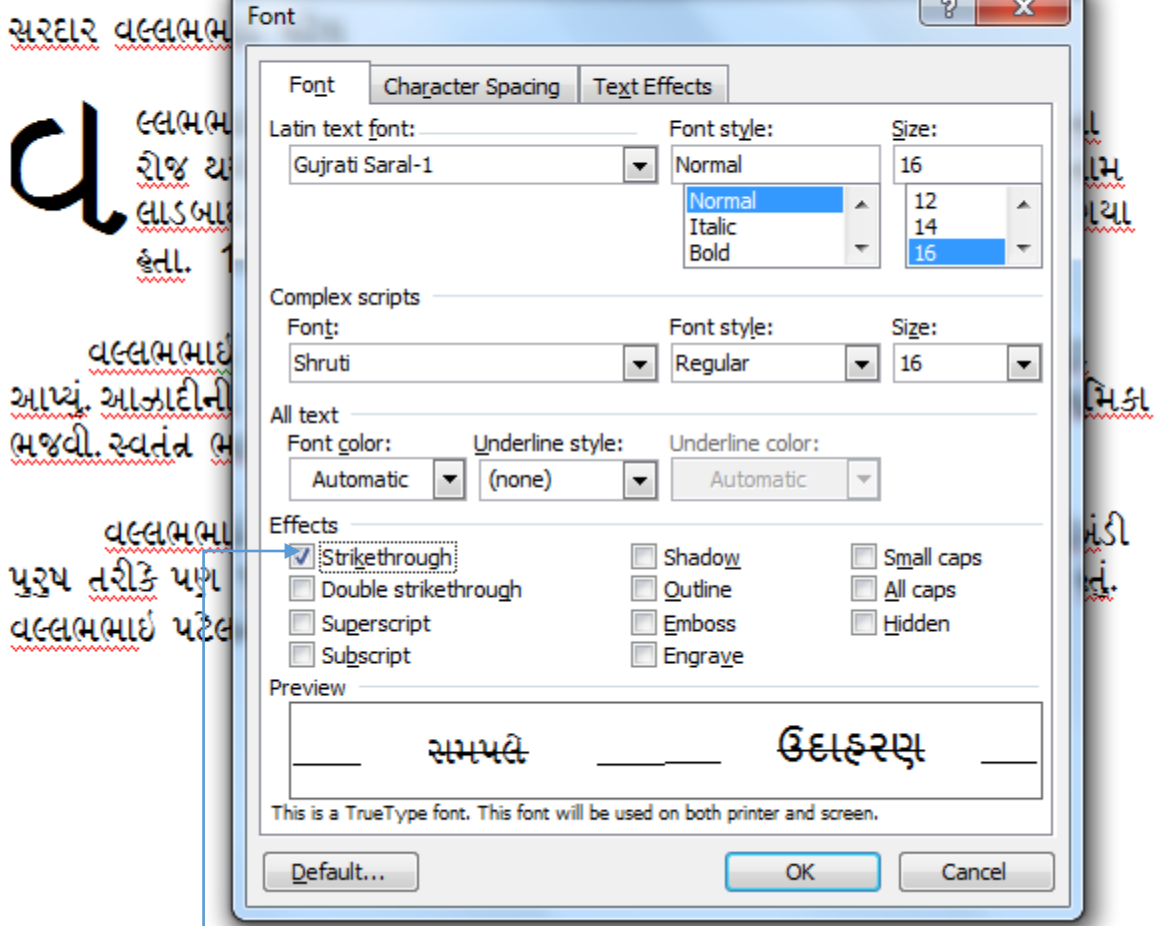 Font
સરદાર વલ્લભભ
Font Character Spacing Text Effects
વ
લ્લભભ
Latin text font: Font style: Size:
Gujrati Saral-1 Normal 16
રોજ થ
Normal 12
Italic 14
Bold 16
લાડબા
ામ
ાયા
હતા. 1
Complex scripts
Font: Font style: Size:
Shruti Regular 16
વલ્લભભાઇ
આપ્યું. આઝાદીની
મિકા
All text
Font color: Underline style: Underline color:
Automatic (none) Automatic
ભજવી. સ્વતંત્ર ભ
Effects
વલ્લભભા
ખંડી
Strikethrough Shadow Small caps
Double strikethrough Outline All caps
પુરુષ તરીકે પણ
તું.
Superscript Emboss Hidden
વલ્લભભાઇ પટેલ
Subscript Engrave
Preview
સમપલે ઉદાહરણ
This is a TrueType font. This font will be used on both printer and screen.
Default... OK Cancel